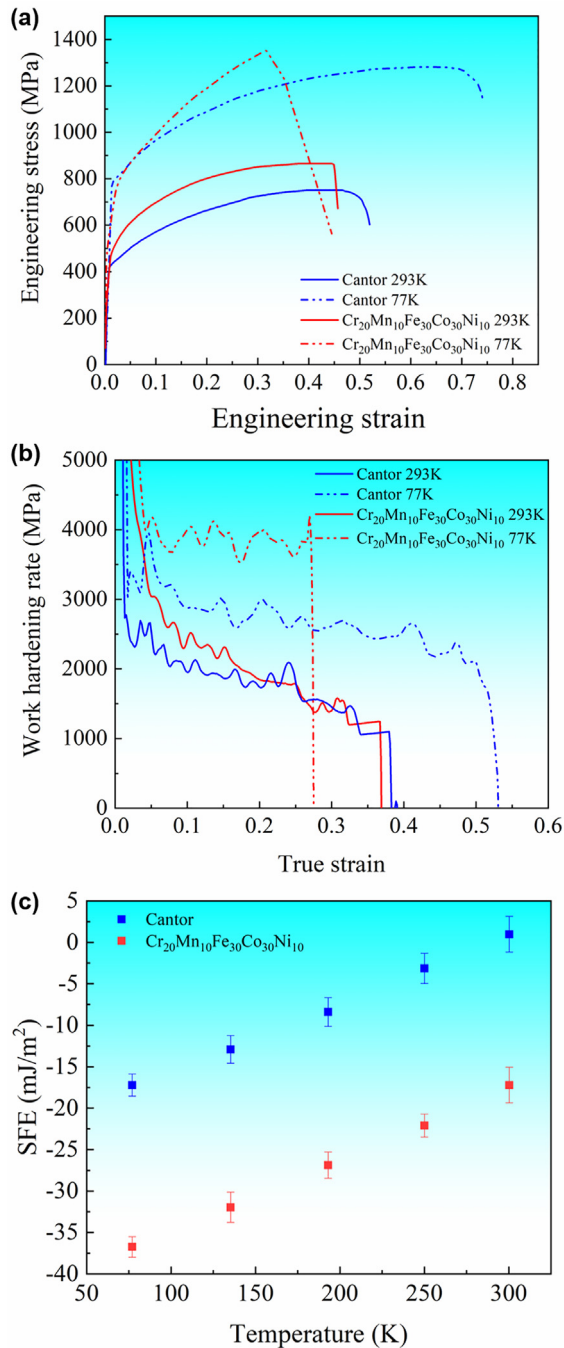 (a)
1400
1200
1000
800
600
400
200
0
Engineering stress (MPa)
Cantor 293K
Cantor 77K
Cr₂₀Mn₁₀Fe₃₀Co₃₀Ni₁₀ 293K
Cr₂₀Mn₁₀Fe₃₀Co₃₀Ni₁₀ 77K
0.0 0.1 0.2 0.3 0.4 0.5 0.6 0.7 0.8
Engineering strain
(b)
5000
4000
3000
2000
1000
0
Work hardening rate (MPa)
Cantor 293K
Cantor 77K
Cr₂₀Mn₁₀Fe₃₀Co₃₀Ni₁₀ 293K
Cr₂₀Mn₁₀Fe₃₀Co₃₀Ni₁₀ 77K
0.0 0.1 0.2 0.3 0.4 0.5 0.6
True strain
(c)
5
0
-5
-10
-15
-20
-25
-30
-35
-40
SFE (mJ/m²)
Cantor
Cr₂₀Mn₁₀Fe₃₀Co₃₀Ni₁₀
50 100 150 200 250 300
Temperature (K)